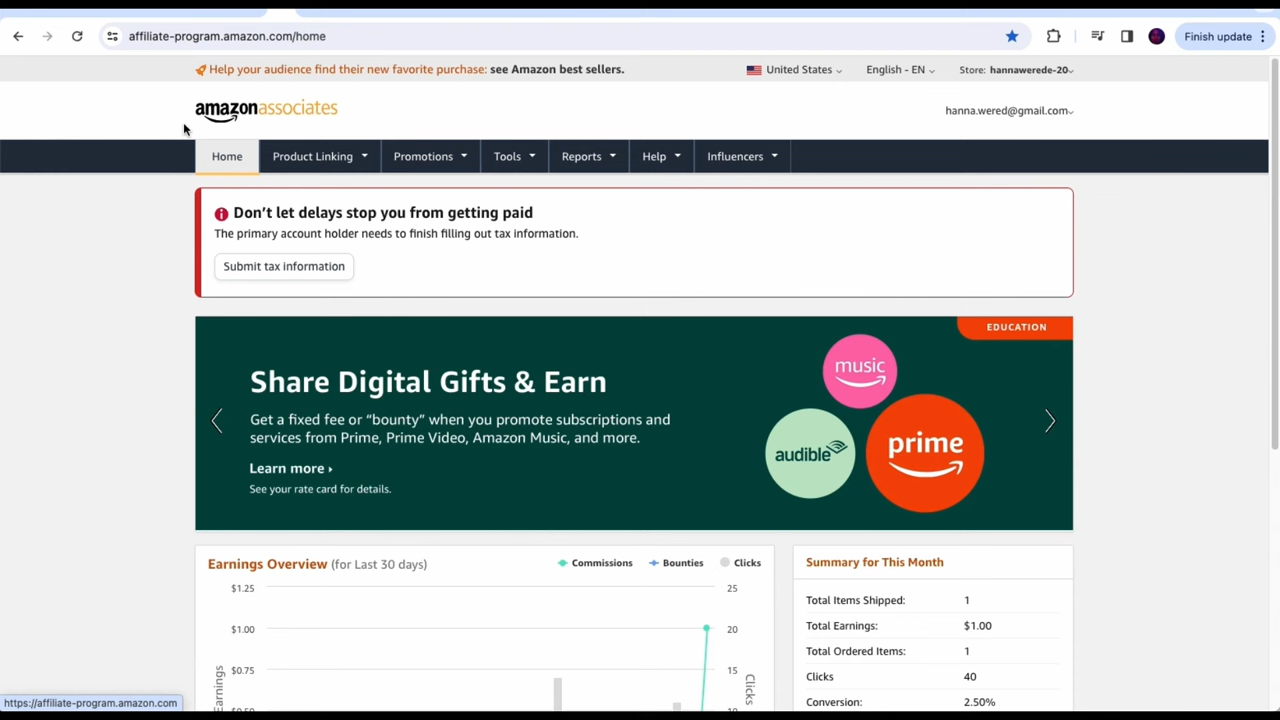 affiliate-program.amazon.com/home
Finish update
Help your audience find their new favorite purchase: see Amazon best sellers.
United States
English - EN
Store: hannawerede-20
amazonassociates
hanna.wered@gmail.com
Home
Product Linking
Promotions
Tools
Reports
Help
Influencers
Don't let delays stop you from getting paid
The primary account holder needs to finish filling out tax information.
Submit tax information
EDUCATION
Share Digital Gifts & Earn
Get a fixed fee or “bounty” when you promote subscriptions and
services from Prime, Prime Video, Amazon Music, and more.
Learn more ›
See your rate card for details.
music
audible
prime
Earnings Overview (for Last 30 days)
Commissions
Bounties
Clicks
$1.25
25
$1.00
20
$0.75
15
Earnings
Clicks
Summary for This Month
Total Items Shipped: 1
Total Earnings: $1.00
Total Ordered Items: 1
Clicks 40
Conversion: 2.50%
https://affiliate-program.amazon.com